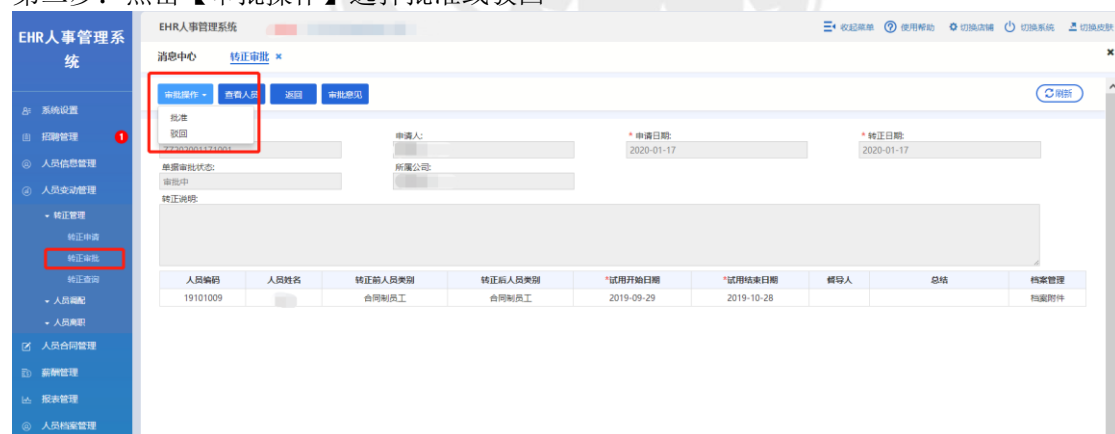 第二步：点击【审批操作】选择批准或驳回
EHR人事管理系统
EHR人事管理系统
收起菜单 使用帮助 切换店铺 切换系统 切换皮肤
消息中心 转正审批 ×
×
审批操作 查看人员 返回 审批意见
刷新
批准
驳回
申请人:
* 申请日期:
* 转正日期:
ZZ202001171001
2020-01-17
2020-01-17
单据审批状态:
所属公司:
审批中
转正说明:
人员编码 人员姓名 转正前人员类别 转正后人员类别 *试用开始日期 *试用结束日期 督导人 总结 档案管理
19101009 合同制员工 合同制员工 2019-09-29 2019-10-28 档案附件
系统设置
招聘管理 1
人员信息管理
人员变动管理
转正管理
转正申请
转正审批
转正查询
人员调配
人员离职
人员合同管理
薪酬管理
报表管理
人员档案管理